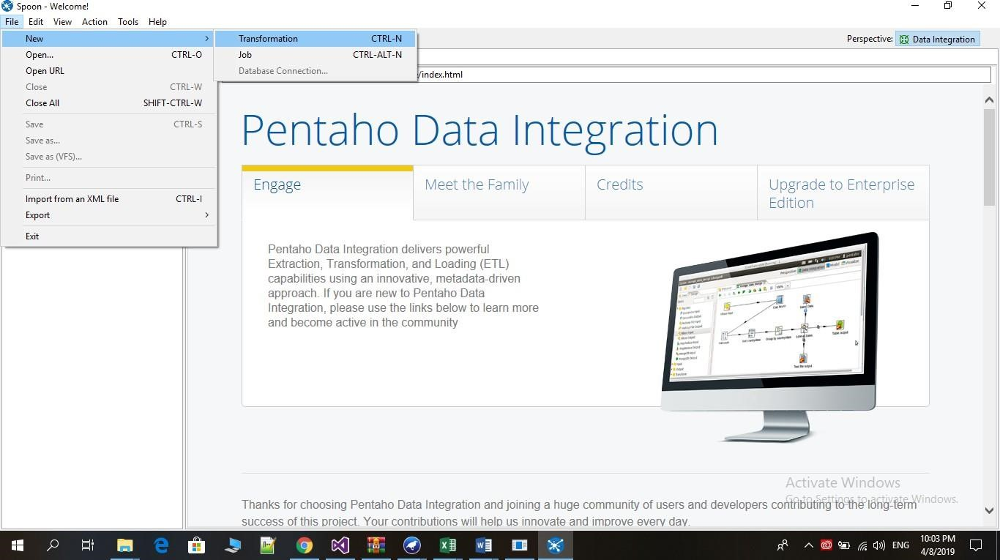 Spoon - Welcome!
File Edit View Action Tools Help
New
Open... CTRL-O
Open URL
Close CTRL-W
Close All SHIFT-CTRL-W
Save CTRL-S
Save as...
Save as (VFS)...
Print...
Import from an XML file CTRL-I
Export
Exit
Transformation CTRL-N
Job CTRL-ALT-N
Database Connection...
Perspective: Data Integration
/index.html
Pentaho Data Integration
Engage
Meet the Family
Credits
Upgrade to Enterprise
Edition
Pentaho Data Integration delivers powerful
Extraction, Transformation, and Loading (ETL)
capabilities using an innovative, metadata-driven
approach. If you are new to Pentaho Data
Integration, please use the links below to learn more
and become active in the community
Table output
Text file output
Activate Windows
Go to Settings to activate Windows.
Thanks for choosing Pentaho Data Integration and joining a huge community of users and developers contributing to the long-term
success of this project. Your contributions will help us innovate and improve every day.
ENG
10:03 PM
4/8/2019